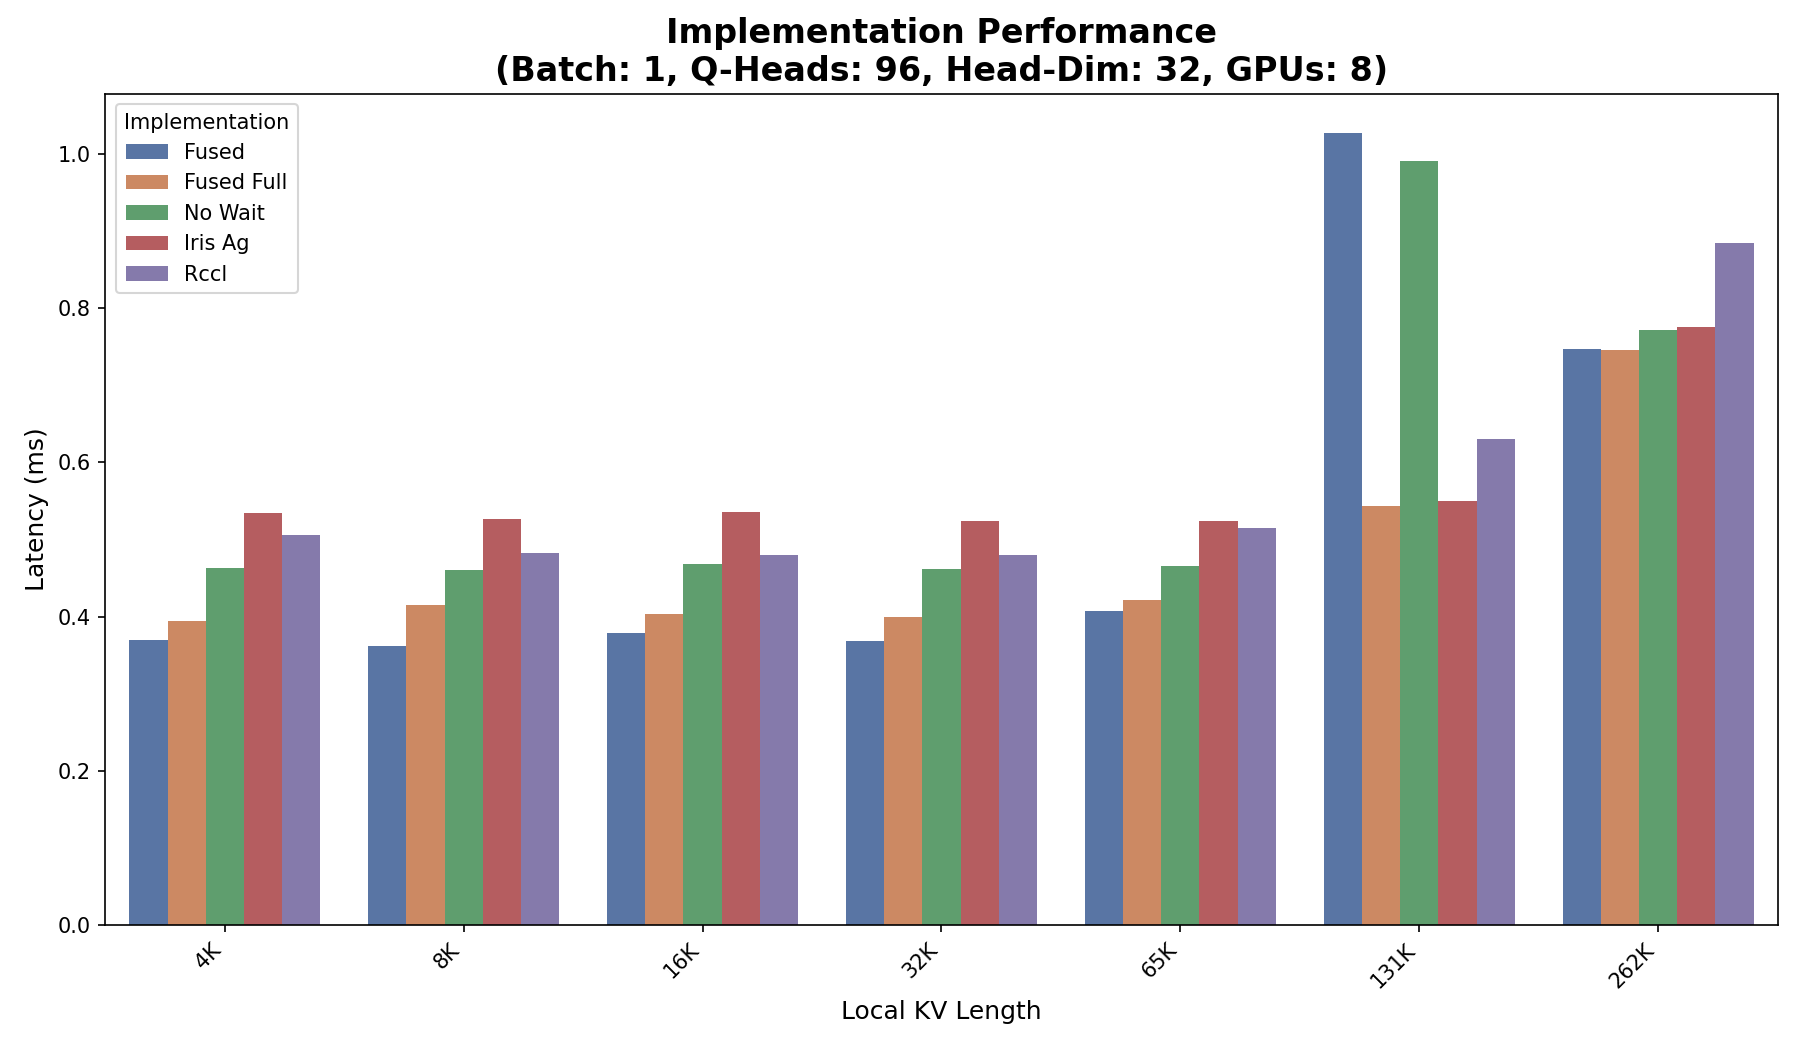 Implementation Performance
(Batch: 1, Q-Heads: 96, Head-Dim: 32, GPUs: 8)
Implementation
Fused
Fused Full
No Wait
Iris Ag
Rccl
Latency (ms)
1.0
0.8
0.6
0.4
0.2
0.0
4K
8K
16K
32K
65K
131K
262K
Local KV Length